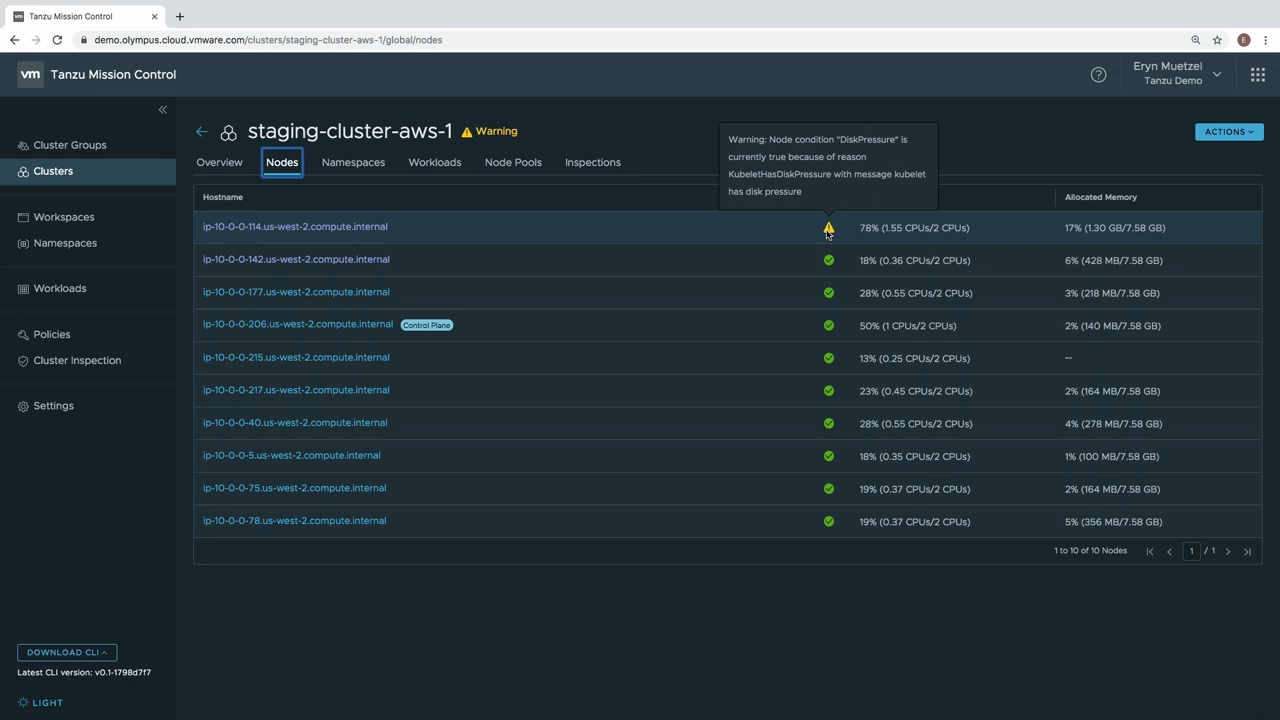 vm Tanzu Mission Control
demo.olympus.cloud.vmware.com/clusters/staging-cluster-aws-1/global/nodes
E
vm Tanzu Mission Control
Eryn Muetzel
Tanzu Demo
Cluster Groups
Clusters
Workspaces
Namespaces
Workloads
Policies
Cluster Inspection
Settings
DOWNLOAD CLI
Latest CLI version: v0.1-1798d7f7
LIGHT
staging-cluster-aws-1 Warning
ACTIONS
Overview Nodes Namespaces Workloads Node Pools Inspections
Warning: Node condition "DiskPressure" is
currently true because of reason
KubeletHasDiskPressure with message kubelet
has disk pressure
Hostname Allocated Memory
ip-10-0-0-114.us-west-2.compute.internal 78% (1.55 CPUs/2 CPUs) 17% (1.30 GB/7.58 GB)
ip-10-0-0-142.us-west-2.compute.internal 18% (0.36 CPUs/2 CPUs) 6% (428 MB/7.58 GB)
ip-10-0-0-177.us-west-2.compute.internal 28% (0.55 CPUs/2 CPUs) 3% (218 MB/7.58 GB)
ip-10-0-0-206.us-west-2.compute.internal Control Plane 50% (1 CPUs/2 CPUs) 2% (140 MB/7.58 GB)
ip-10-0-0-215.us-west-2.compute.internal 13% (0.25 CPUs/2 CPUs) --
ip-10-0-0-217.us-west-2.compute.internal 23% (0.45 CPUs/2 CPUs) 2% (164 MB/7.58 GB)
ip-10-0-0-40.us-west-2.compute.internal 28% (0.55 CPUs/2 CPUs) 4% (278 MB/7.58 GB)
ip-10-0-0-5.us-west-2.compute.internal 18% (0.35 CPUs/2 CPUs) 1% (100 MB/7.58 GB)
ip-10-0-0-75.us-west-2.compute.internal 19% (0.37 CPUs/2 CPUs) 2% (164 MB/7.58 GB)
ip-10-0-0-78.us-west-2.compute.internal 19% (0.37 CPUs/2 CPUs) 5% (356 MB/7.58 GB)
1 to 10 of 10 Nodes 1 / 1